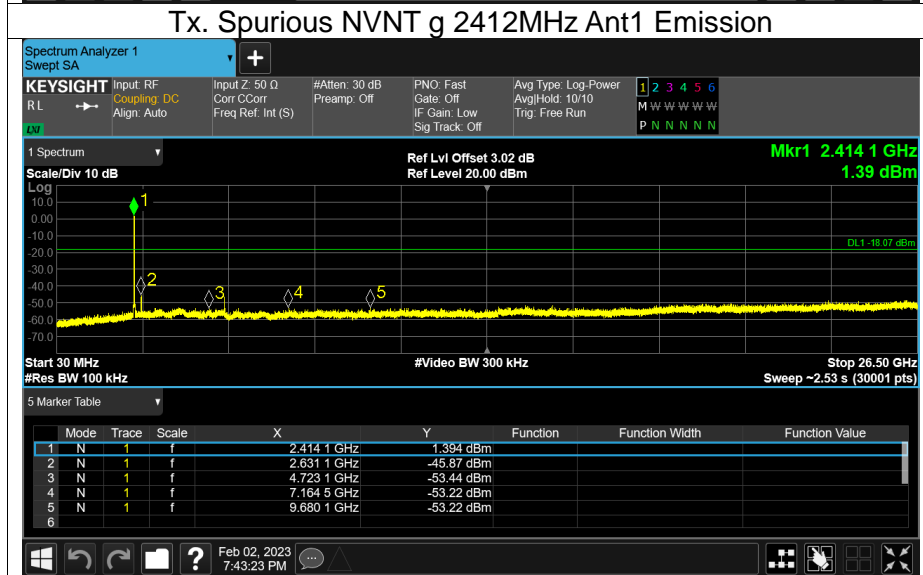 Tx. Spurious NVNT g 2412MHz Ant1 Emission
Spectrum Analyzer 1
Swept SA
+
KEYSIGHT Input: RF Input Z: 50 Ω #Atten: 30 dB PNO: Fast Avg Type: Log-Power 1 2 3 4 5 6
RL Coupling: DC Corr CCorr Preamp: Off Gate: Off Avg|Hold: 10/10 M W W W W W
Align: Auto Freq Ref: Int (S) IF Gain: Low Trig: Free Run
LXI Sig Track: Off P N N N N N
1 Spectrum Ref Lvl Offset 3.02 dB Mkr1 2.414 1 GHz
Scale/Div 10 dB Ref Level 20.00 dBm 1.39 dBm
Log
10.0
0.00
-10.0
-20.0
-30.0
-40.0
-50.0
-60.0
-70.0
1
2
3
4
5
DL1 -18.07 dBm
Start 30 MHz #Video BW 300 kHz Stop 26.50 GHz
#Res BW 100 kHz Sweep ~2.53 s (30001 pts)
5 Marker Table
Mode Trace Scale X Y Function Function Width Function Value
1 N 1 f 2.414 1 GHz 1.394 dBm
2 N 1 f 2.631 1 GHz -45.87 dBm
3 N 1 f 4.723 1 GHz -53.44 dBm
4 N 1 f 7.164 5 GHz -53.22 dBm
5 N 1 f 9.680 1 GHz -53.22 dBm
6
? Feb 02, 2023
7:43:23 PM